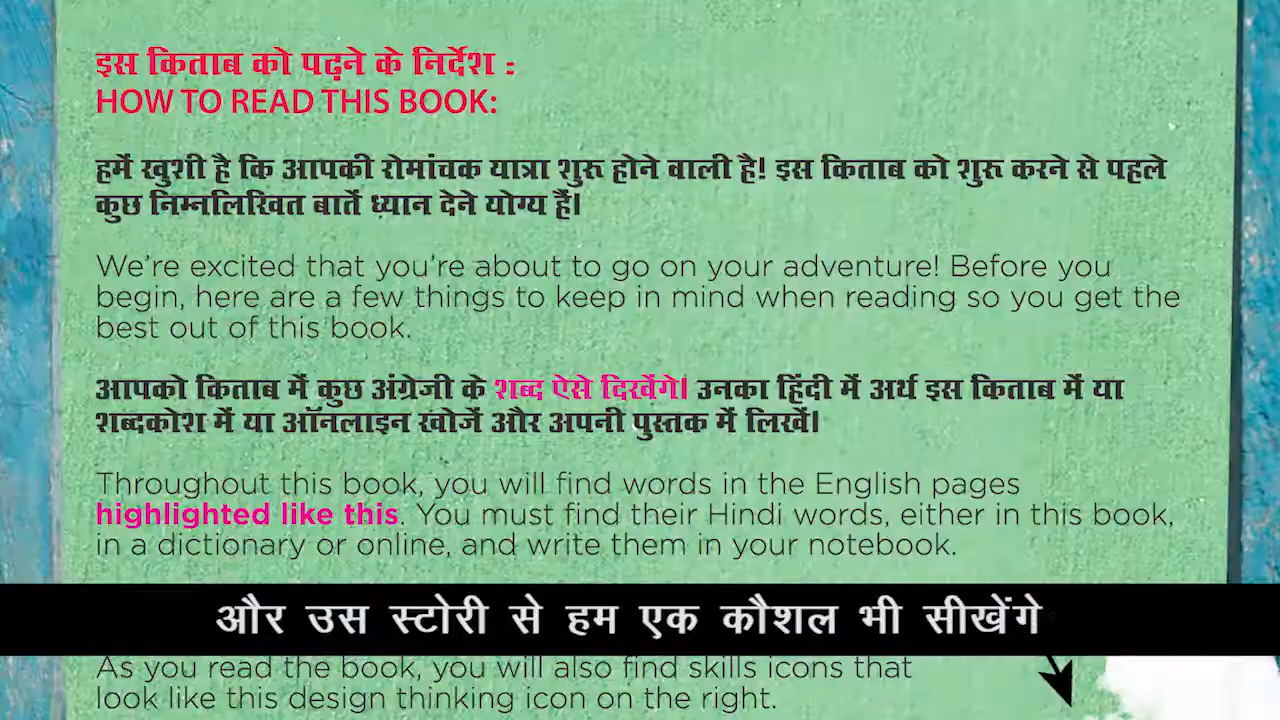 इस किताब को पढ़ने के निर्देश :
HOW TO READ THIS BOOK:
हमें खुशी है कि आपकी रोमांचक यात्रा शुरू होने वाली है! इस किताब को शुरू करने से पहले
कुछ निम्नलिखित बातें ध्यान देने योग्य हैं।
We're excited that you're about to go on your adventure! Before you
begin, here are a few things to keep in mind when reading so you get the
best out of this book.
आपको किताब में कुछ अंग्रेजी के शब्द ऐसे दिखेंगे। उनका हिंदी में अर्थ इस किताब में या
शब्दकोश में या ऑनलाइन खोजें और अपनी पुस्तक में लिखें।
Throughout this book, you will find words in the English pages
highlighted like this. You must find their Hindi words, either in this book,
in a dictionary or online, and write them in your notebook.
और उस स्टोरी से हम एक कौशल भी सीखेंगे
As you read the book, you will also find skills icons that
look like this design thinking icon on the right.